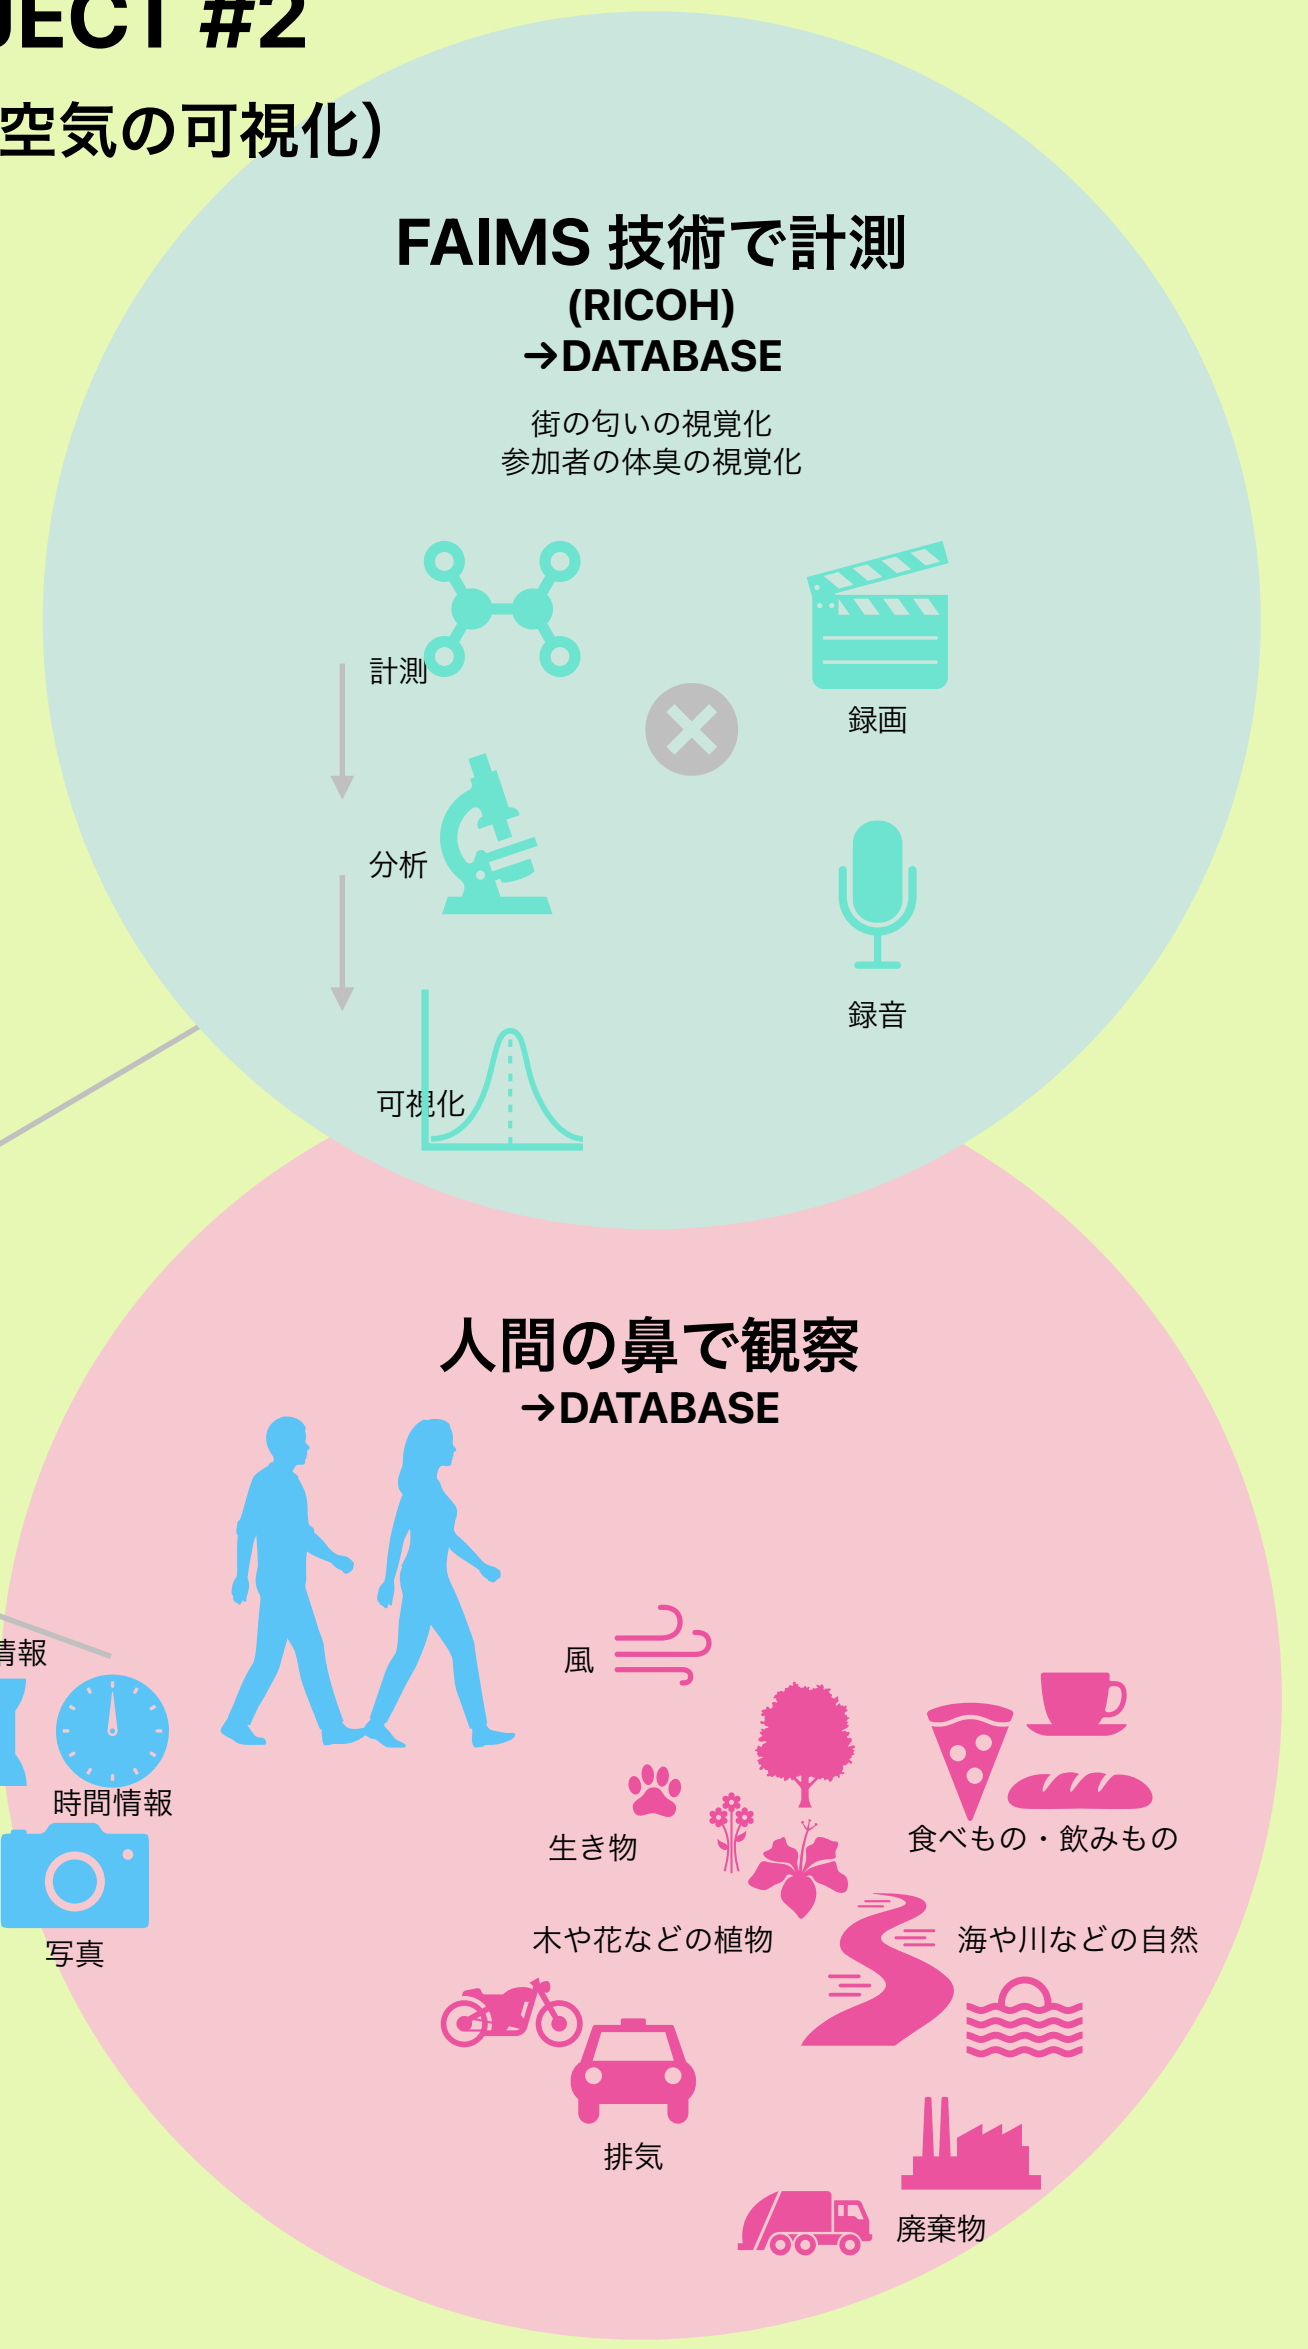 JECT #2
空気の可視化）
FAIMS 技術で計測
(RICOH)
→DATABASE
街の匂いの視覚化
参加者の体臭の視覚化
計測
録画
分析
録音
可視化
人間の鼻で観察
→DATABASE
風
情報
時間情報
生き物
食べもの・飲みもの
木や花などの植物
海や川などの自然
写真
排気
廃棄物